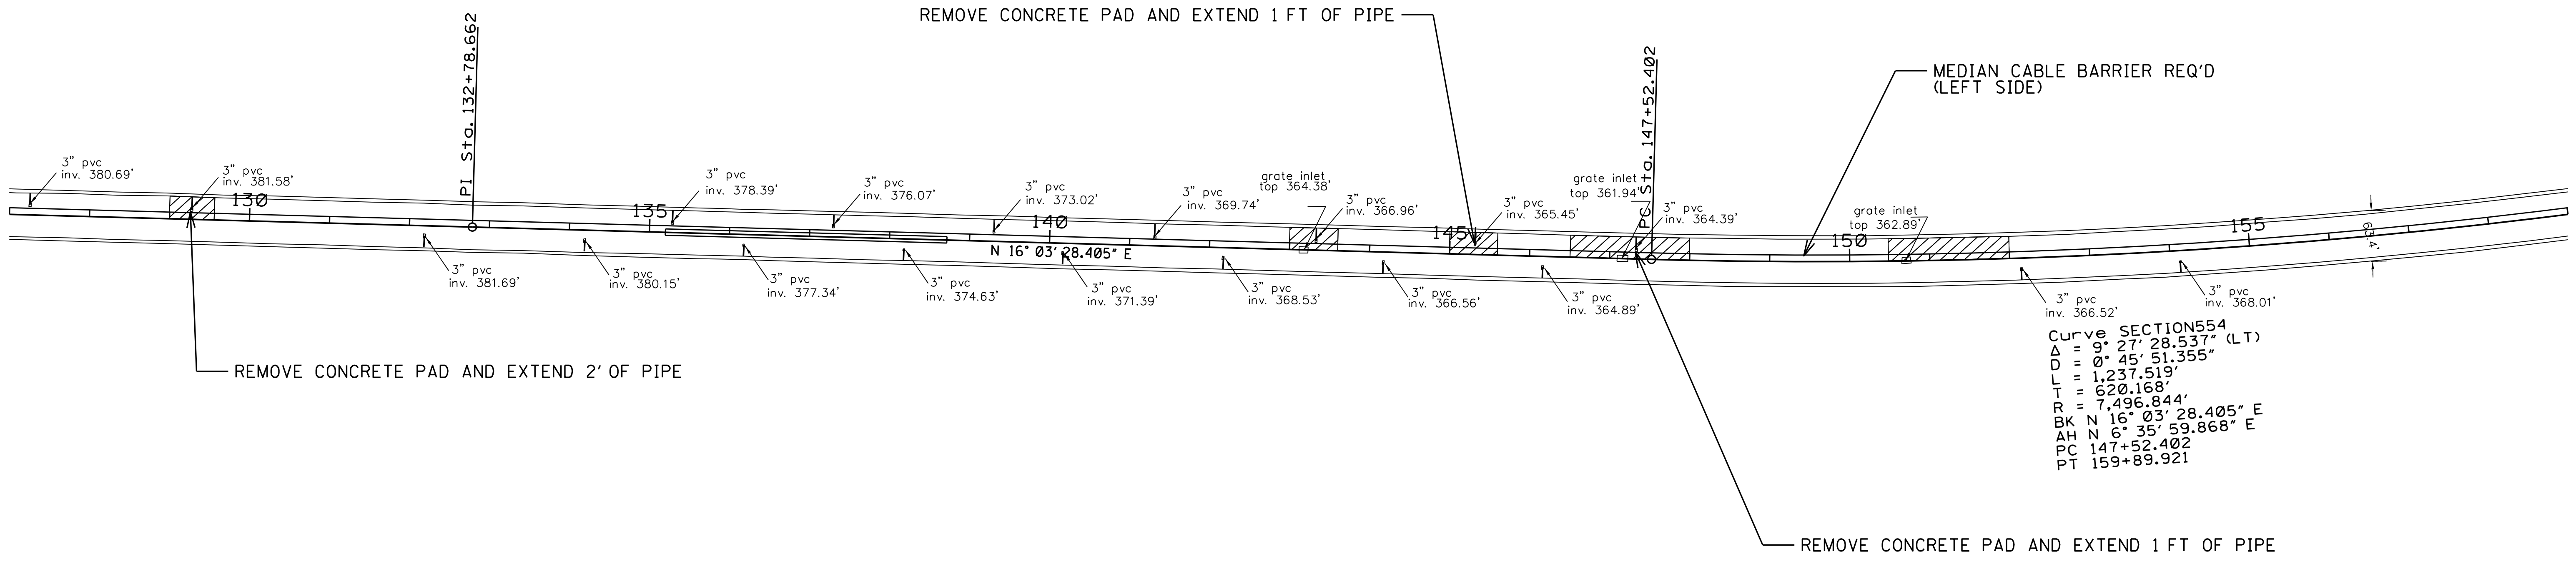 REMOVE CONCRETE PAD AND EXTEND 1 FT OF PIPE
PI Sta. 132+78.662
PC Sta. 147+52.402
MEDIAN CABLE BARRIER REQ'D
(LEFT SIDE)
3" pvc
inv. 380.69'
3" pvc
inv. 381.58'
130
135
3" pvc
inv. 378.39'
3" pvc
inv. 376.07'
3" pvc
inv. 373.02'
140
3" pvc
inv. 369.74'
grate inlet
top 364.38'
3" pvc
inv. 366.96'
145
3" pvc
inv. 365.45'
grate inlet
top 361.94'
3" pvc
inv. 364.39'
150
grate inlet
top 362.89'
155
63.4'
N 16° 03' 28.405" E
3" pvc
inv. 381.69'
3" pvc
inv. 380.15'
3" pvc
inv. 377.34'
3" pvc
inv. 374.63'
3" pvc
inv. 371.39'
3" pvc
inv. 368.53'
3" pvc
inv. 366.56'
3" pvc
inv. 364.89'
3" pvc
inv. 366.52'
3" pvc
inv. 368.01'
Curve SECTION554
Δ = 9° 27' 28.537" (LT)
D = 0° 45' 51.355"
L = 1,237.519'
T = 620.168'
R = 7,496.844'
BK N 16° 03' 28.405" E
AH N 6° 35' 59.868" E
PC 147+52.402
PT 159+89.921
REMOVE CONCRETE PAD AND EXTEND 2' OF PIPE
REMOVE CONCRETE PAD AND EXTEND 1 FT OF PIPE